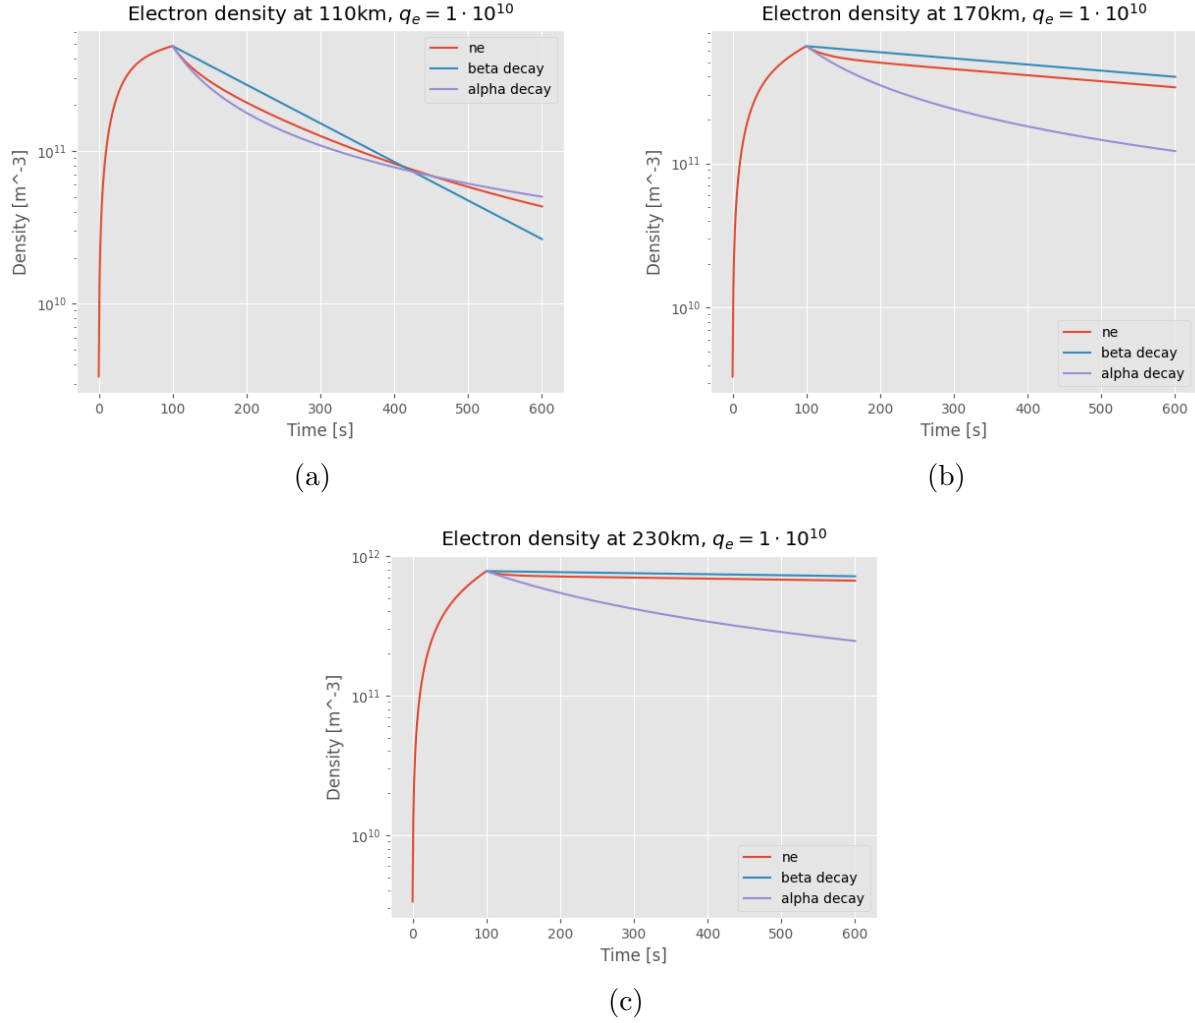 Electron density at 110km, $q_e = 1 \cdot 10^{10}$
Density [m^-3]
10^{11}
10^{10}
ne
beta decay
alpha decay
0 100 200 300 400 500 600
Time [s]
(a)
Electron density at 170km, $q_e = 1 \cdot 10^{10}$
Density [m^-3]
10^{11}
10^{10}
ne
beta decay
alpha decay
0 100 200 300 400 500 600
Time [s]
(b)
Electron density at 230km, $q_e = 1 \cdot 10^{10}$
Density [m^-3]
10^{12}
10^{11}
10^{10}
ne
beta decay
alpha decay
0 100 200 300 400 500 600
Time [s]
(c)